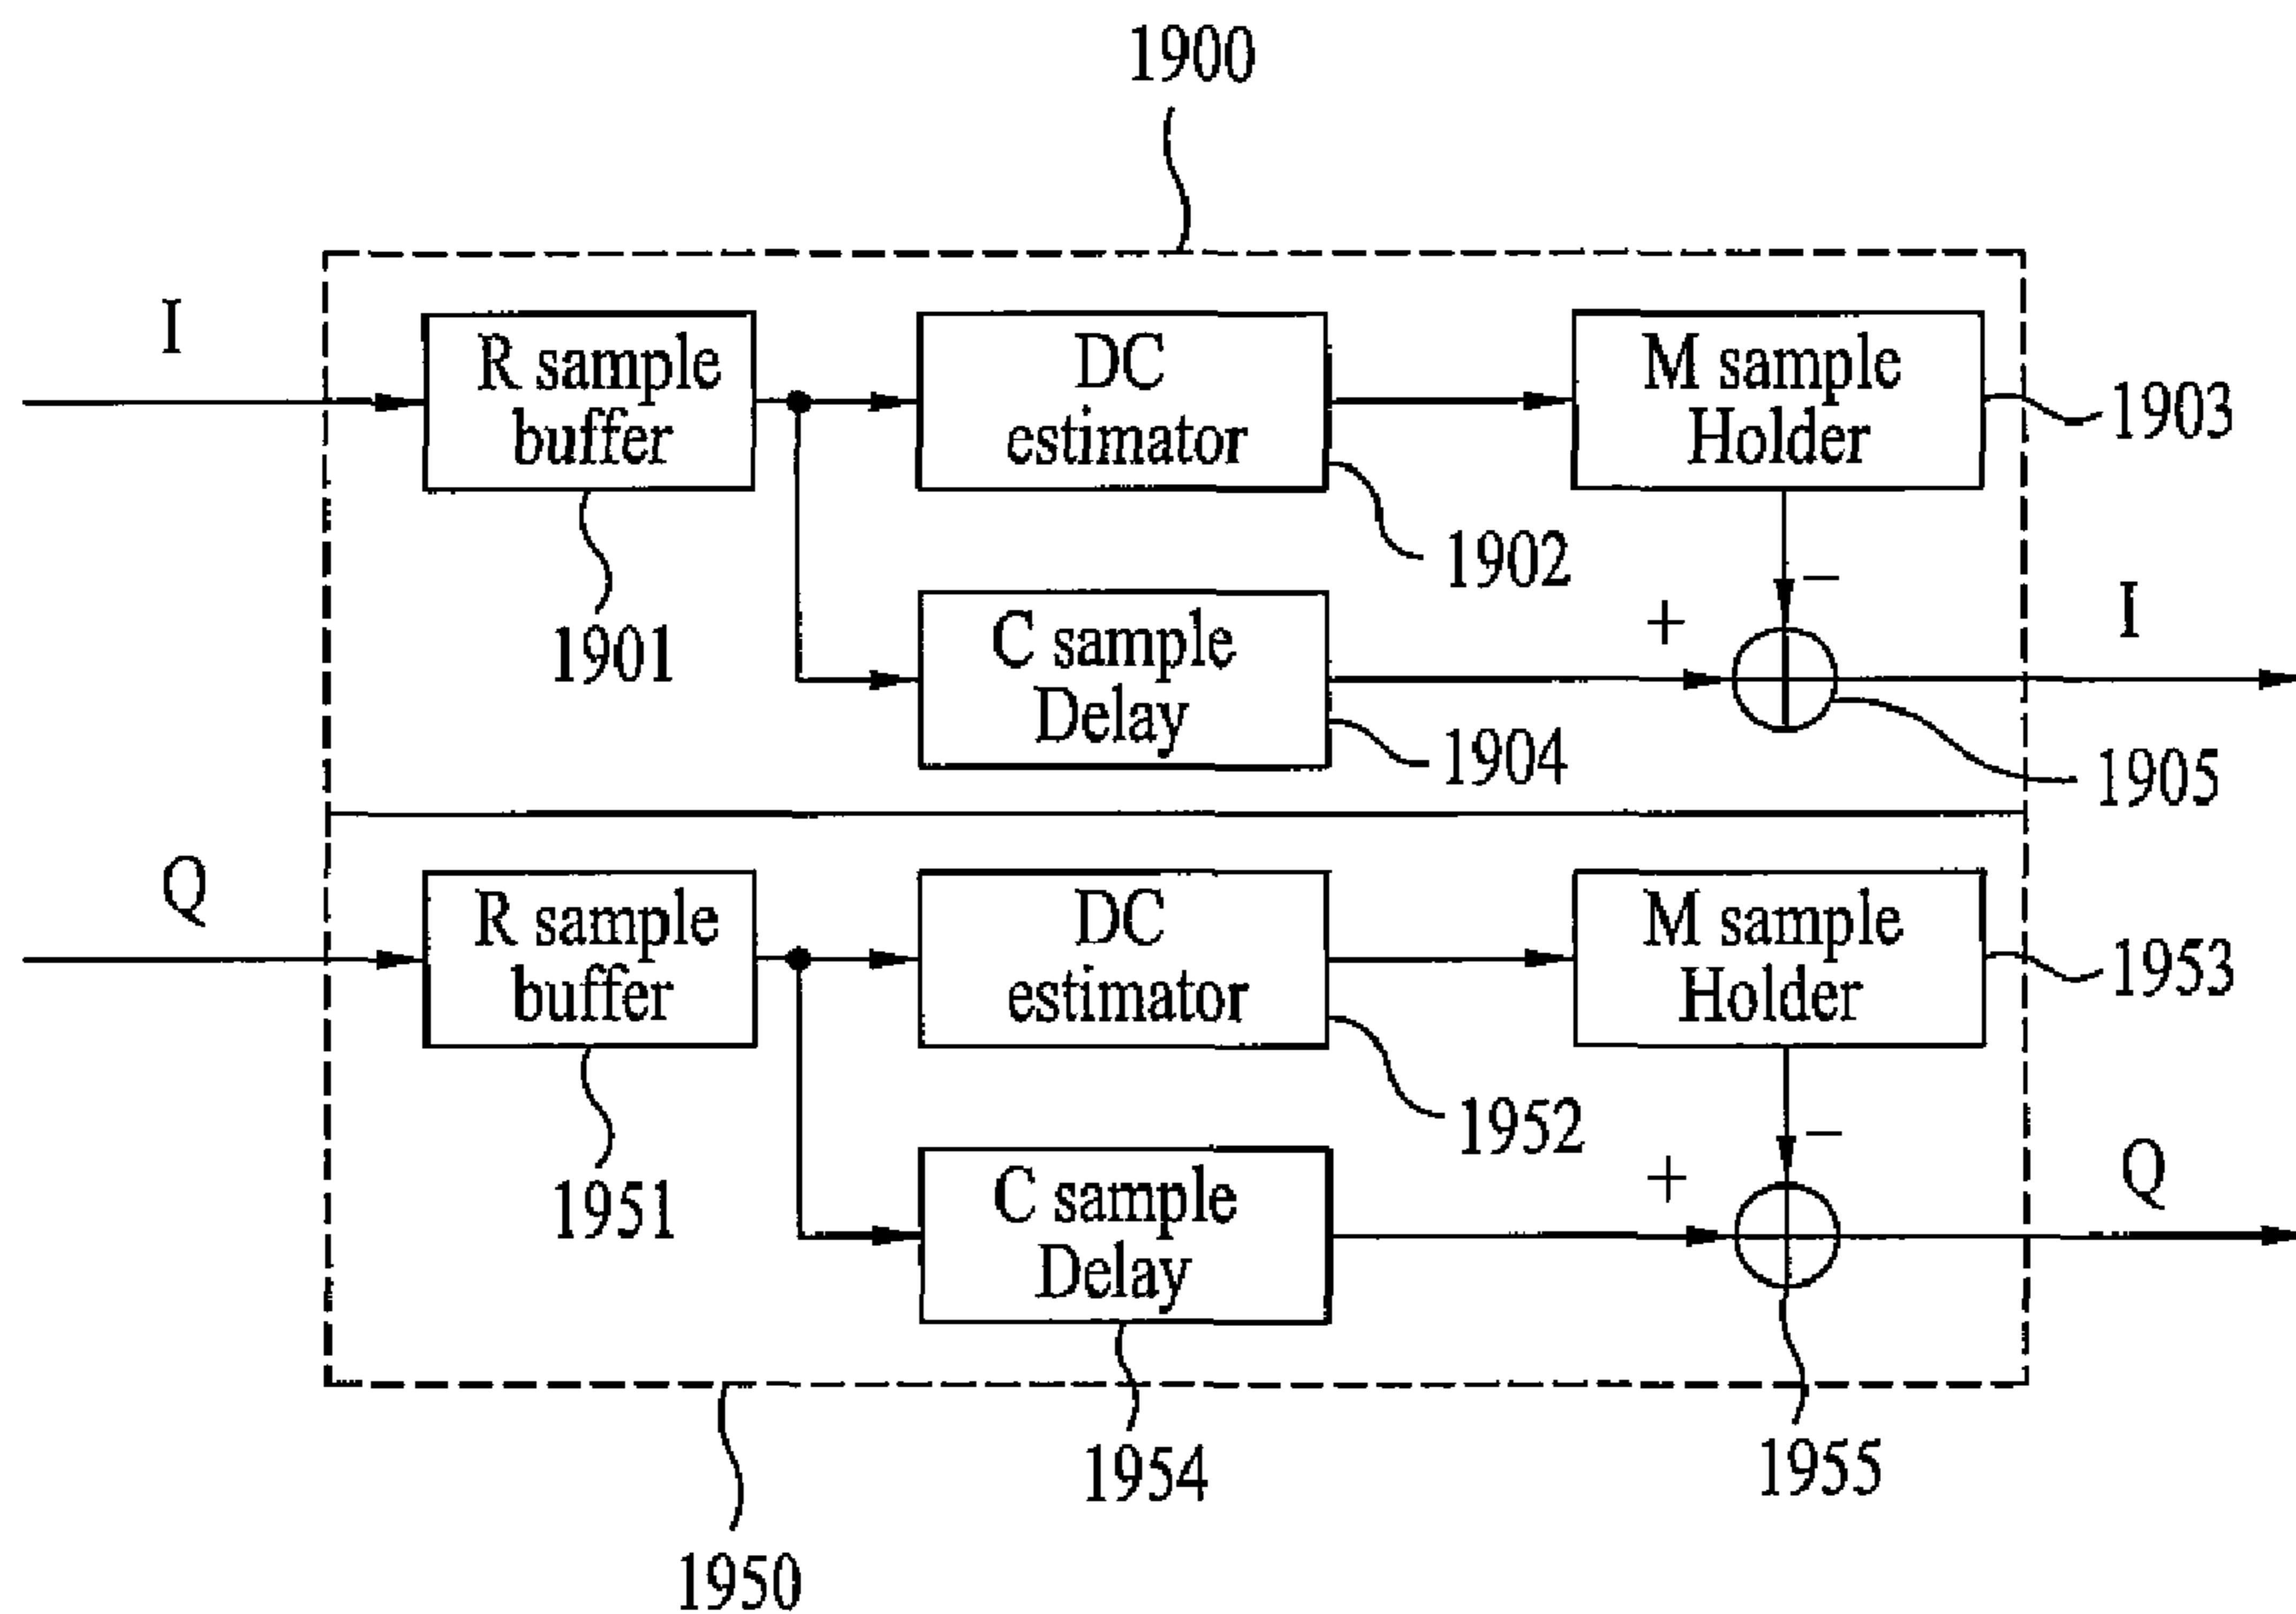 1900
I
R sample
buffer
DC
estimator
M sample
Holder
1903
1901
1902
C sample
Delay
1904
+
−
I
1905
Q
R sample
buffer
DC
estimator
M sample
Holder
1953
1951
1952
C sample
Delay
+
−
Q
1954
1955
1950